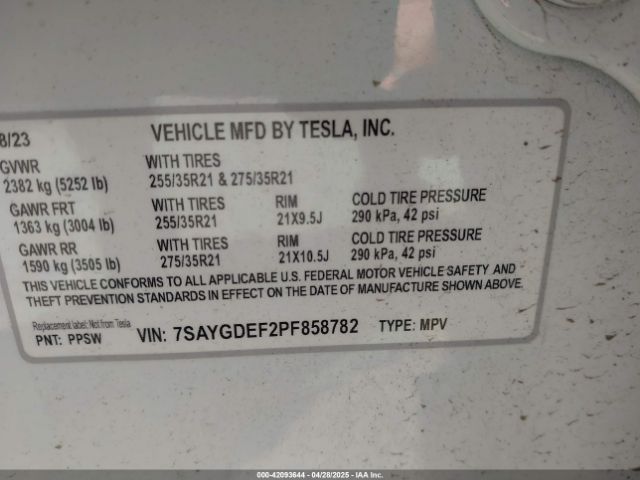 8/23 VEHICLE MFD BY TESLA, INC.
GVWR WITH TIRES
2382 kg (5252 lb) 255/35R21 & 275/35R21
GAWR FRT WITH TIRES RIM COLD TIRE PRESSURE
1363 kg (3004 lb) 255/35R21 21X9.5J 290 kPa, 42 psi
GAWR RR WITH TIRES RIM COLD TIRE PRESSURE
1590 kg (3505 lb) 275/35R21 21X10.5J 290 kPa, 42 psi
THIS VEHICLE CONFORMS TO ALL APPLICABLE U.S. FEDERAL MOTOR VEHICLE SAFETY AND
THEFT PREVENTION STANDARDS IN EFFECT ON THE DATE OF MANUFACTURE SHOWN ABOVE.
Replacement label: Not from Tesla
PNT: PPSW VIN: 7SAYGDEF2PF858782 TYPE: MPV
000-42093644 - 04/28/2025 - IAA Inc.